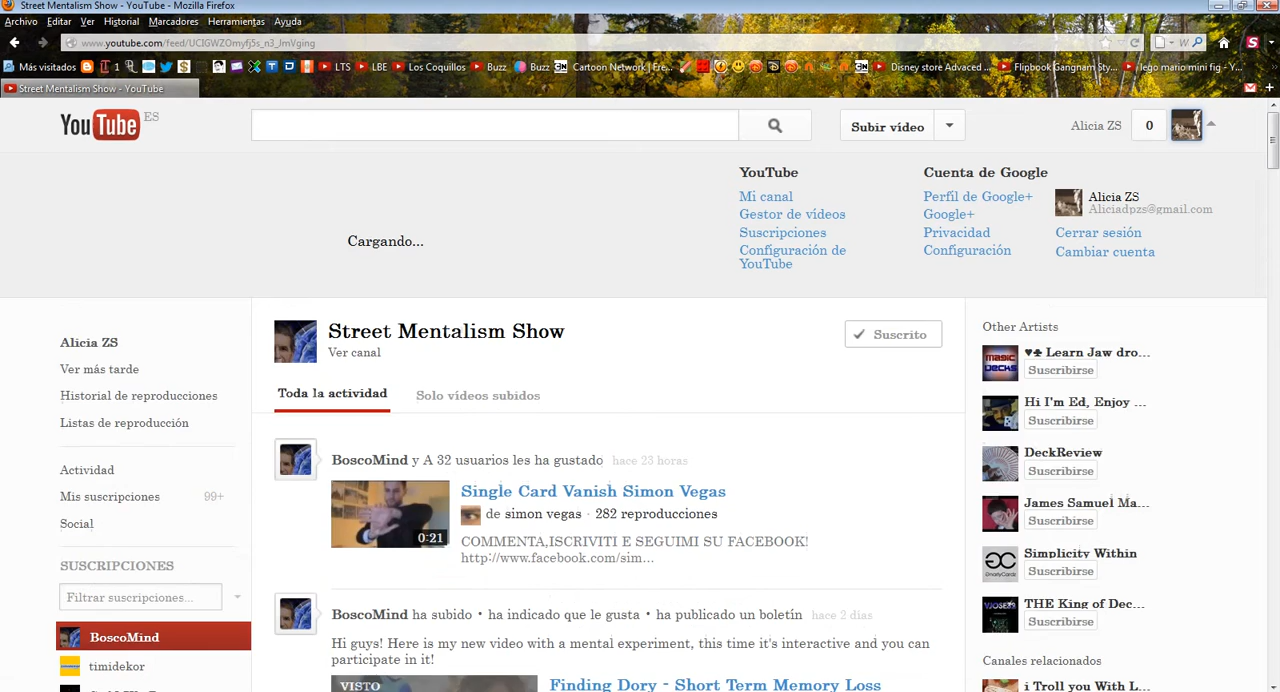 Street Mentalism Show - YouTube - Mozilla Firefox
Archivo Editar Ver Historial Marcadores Herramientas Ayuda
www.youtube.com/feed/UCIGWZOmyfj5s_n3_JmVging
Más visitados 1 LTS LBE Los Coquillos Buzz Buzz Cartoon Network | Fre... Disney store Advaced ... Flipbook Gangnam Sty... lego mario mini fig - Y...
Street Mentalism Show - YouTube
YouTube ES
Subir vídeo
Alicia ZS 0
YouTube
Mi canal
Gestor de vídeos
Suscripciones
Configuración de
YouTube
Cuenta de Google
Perfil de Google+
Google+
Privacidad
Configuración
Alicia ZS
Aliciadpzs@gmail.com
Cerrar sesión
Cambiar cuenta
Cargando...
Alicia ZS
Ver más tarde
Historial de reproducciones
Listas de reproducción
Actividad
Mis suscripciones 99+
Social
SUSCRIPCIONES
Filtrar suscripciones...
BoscoMind
timidekor
Street Mentalism Show
Ver canal
Suscrito
Toda la actividad Solo vídeos subidos
BoscoMind y A 32 usuarios les ha gustado hace 23 horas
Single Card Vanish Simon Vegas
de simon vegas · 282 reproducciones
0:21
COMMENTA,ISCRIVITI E SEGUIMI SU FACEBOOK!
http://www.facebook.com/sim...
BoscoMind ha subido • ha indicado que le gusta • ha publicado un boletín hace 2 días
Hi guys! Here is my new video with a mental experiment, this time it's interactive and you can
participate in it!
VISTO
Finding Dory - Short Term Memory Loss
Other Artists
♥♣ Learn Jaw dro...
Suscribirse
Hi I'm Ed, Enjoy ...
Suscribirse
DeckReview
Suscribirse
James Samuel Ma...
Suscribirse
Simplicity Within
Suscribirse
THE King of Dec...
Suscribirse
Canales relacionados
i Troll you With L...